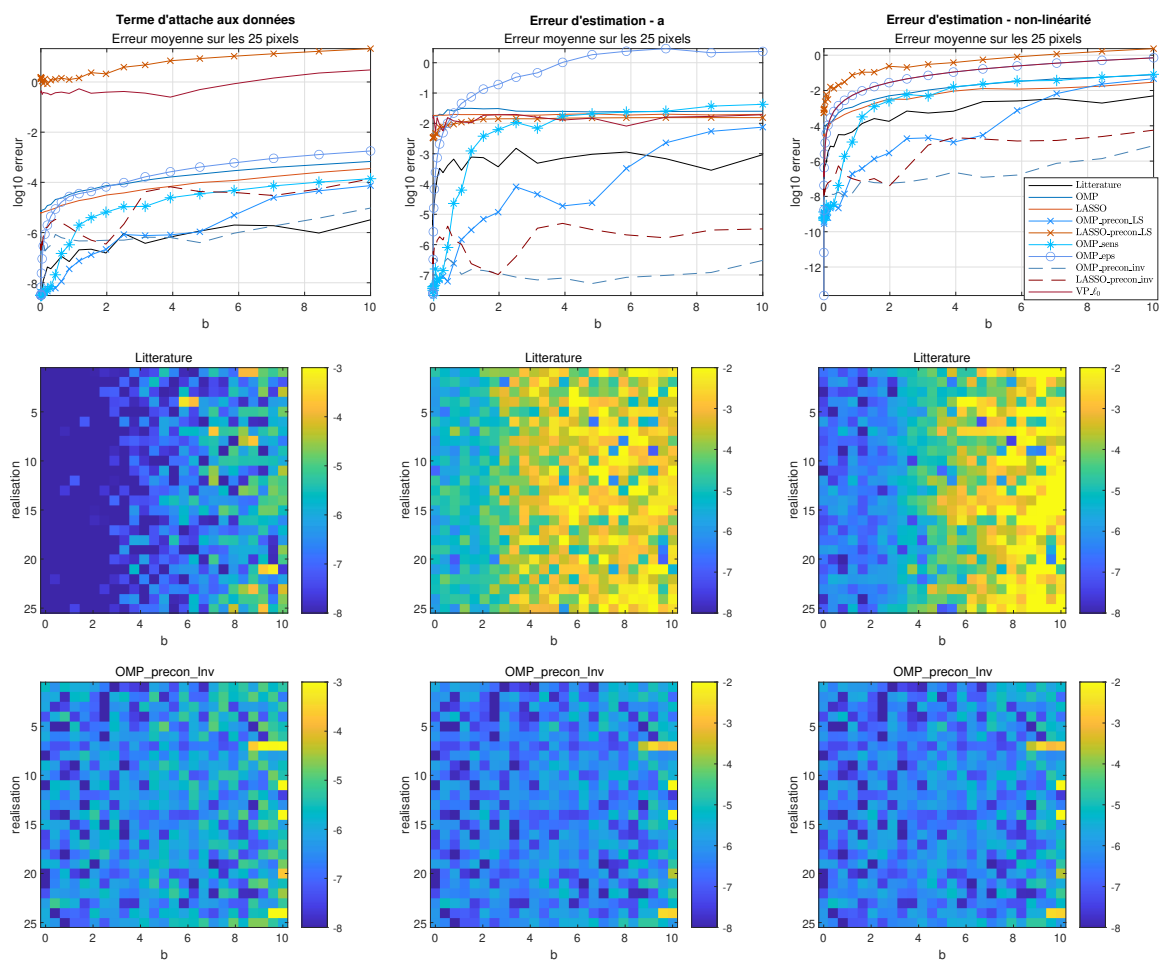 Terme d'attache aux données
Erreur moyenne sur les 25 pixels
log10 erreur
0
-2
-4
-6
-8
0 2 4 6 8 10
b
Erreur d'estimation - a
Erreur moyenne sur les 25 pixels
log10 erreur
0
-1
-2
-3
-4
-5
-6
-7
0 2 4 6 8 10
b
Erreur d'estimation - non-linéarité
Erreur moyenne sur les 25 pixels
log10 erreur
0
-2
-4
-6
-8
-10
-12
0 2 4 6 8 10
b
Litterature
OMP
LASSO
OMP_precon_LS
LASSO_precon_LS
OMP_sens
OMP_eps
OMP_precon_inv
LASSO_precon_inv
VP_ℓ₀
Litterature
realisation
5
10
15
20
25
0 2 4 6 8 10
b
-3
-4
-5
-6
-7
-8
Litterature
realisation
5
10
15
20
25
0 2 4 6 8 10
b
-2
-3
-4
-5
-6
-7
-8
Litterature
realisation
5
10
15
20
25
0 2 4 6 8 10
b
-2
-3
-4
-5
-6
-7
-8
OMP_precon_Inv
realisation
5
10
15
20
25
0 2 4 6 8 10
b
-3
-4
-5
-6
-7
-8
OMP_precon_Inv
realisation
5
10
15
20
25
0 2 4 6 8 10
b
-2
-3
-4
-5
-6
-7
-8
OMP_precon_Inv
realisation
5
10
15
20
25
0 2 4 6 8 10
b
-2
-3
-4
-5
-6
-7
-8